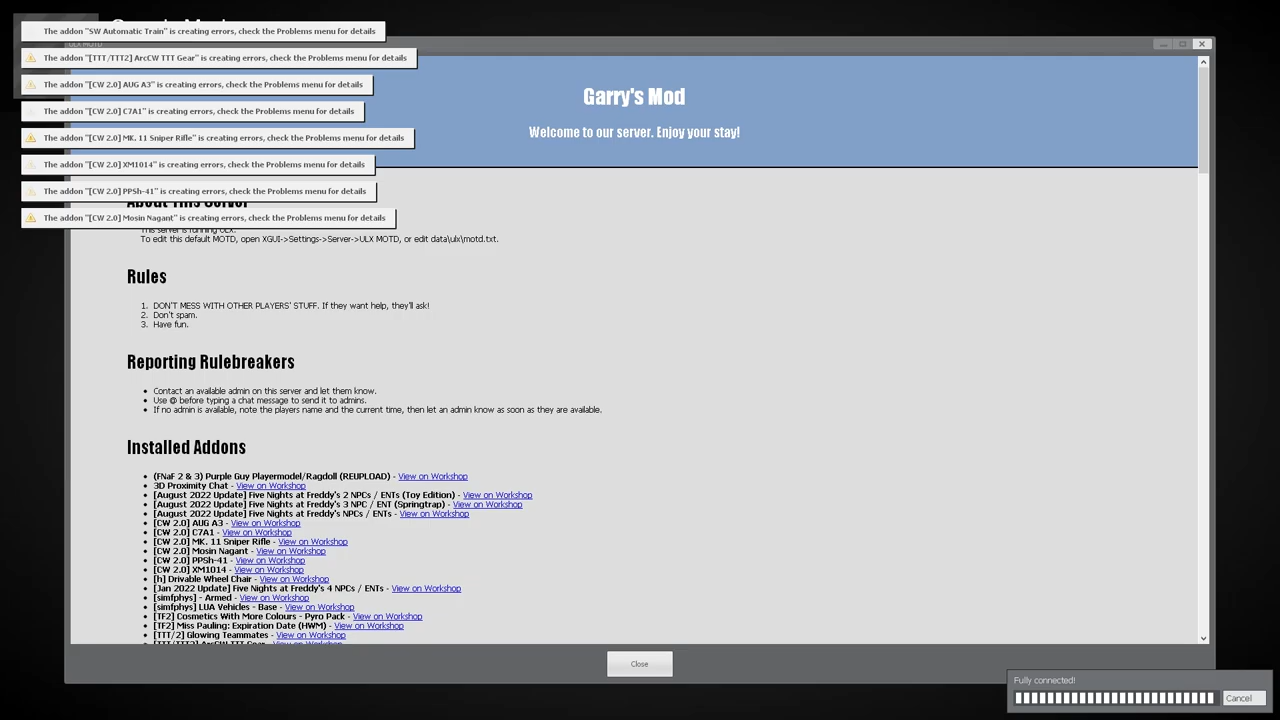 The addon "SW Automatic Train" is creating errors, check the Problems menu for details
ULX MOTD
The addon "[TTT/TTT2] ArcCW TTT Gear" is creating errors, check the Problems menu for details
The addon "[CW 2.0] AUG A3" is creating errors, check the Problems menu for details
The addon "[CW 2.0] C7A1" is creating errors, check the Problems menu for details
The addon "[CW 2.0] MK. 11 Sniper Rifle" is creating errors, check the Problems menu for details
The addon "[CW 2.0] XM1014" is creating errors, check the Problems menu for details
The addon "[CW 2.0] PPSh-41" is creating errors, check the Problems menu for details
The addon "[CW 2.0] Mosin Nagant" is creating errors, check the Problems menu for details
Garry's Mod
Welcome to our server. Enjoy your stay!
About This Server
This server is running ULX.
To edit this default MOTD, open XGUI->Settings->Server->ULX MOTD, or edit data\ulx\motd.txt.
Rules
1. DON'T MESS WITH OTHER PLAYERS' STUFF. If they want help, they'll ask!
2. Don't spam.
3. Have fun.
Reporting Rulebreakers
• Contact an available admin on this server and let them know.
• Use @ before typing a chat message to send it to admins.
• If no admin is available, note the players name and the current time, then let an admin know as soon as they are available.
Installed Addons
• (FNaF 2 & 3) Purple Guy Playermodel/Ragdoll (REUPLOAD) - View on Workshop
• 3D Proximity Chat - View on Workshop
• [August 2022 Update] Five Nights at Freddy's 2 NPCs / ENTs (Toy Edition) - View on Workshop
• [August 2022 Update] Five Nights at Freddy's 3 NPC / ENT (Springtrap) - View on Workshop
• [August 2022 Update] Five Nights at Freddy's NPCs / ENTs - View on Workshop
• [CW 2.0] AUG A3 - View on Workshop
• [CW 2.0] C7A1 - View on Workshop
• [CW 2.0] MK. 11 Sniper Rifle - View on Workshop
• [CW 2.0] Mosin Nagant - View on Workshop
• [CW 2.0] PPSh-41 - View on Workshop
• [CW 2.0] XM1014 - View on Workshop
• [h] Drivable Wheel Chair - View on Workshop
• [Jan 2022 Update] Five Nights at Freddy's 4 NPCs / ENTs - View on Workshop
• [simfphys] - Armed - View on Workshop
• [simfphys] LUA Vehicles - Base - View on Workshop
• [TF2] Cosmetics With More Colours - Pyro Pack - View on Workshop
• [TF2] Miss Pauling: Expiration Date (HWM) - View on Workshop
• [TTT/2] Glowing Teammates - View on Workshop
• [TTT/TTT2] ArcCW TTT Gear - View on Workshop
Close
Fully connected!
Cancel